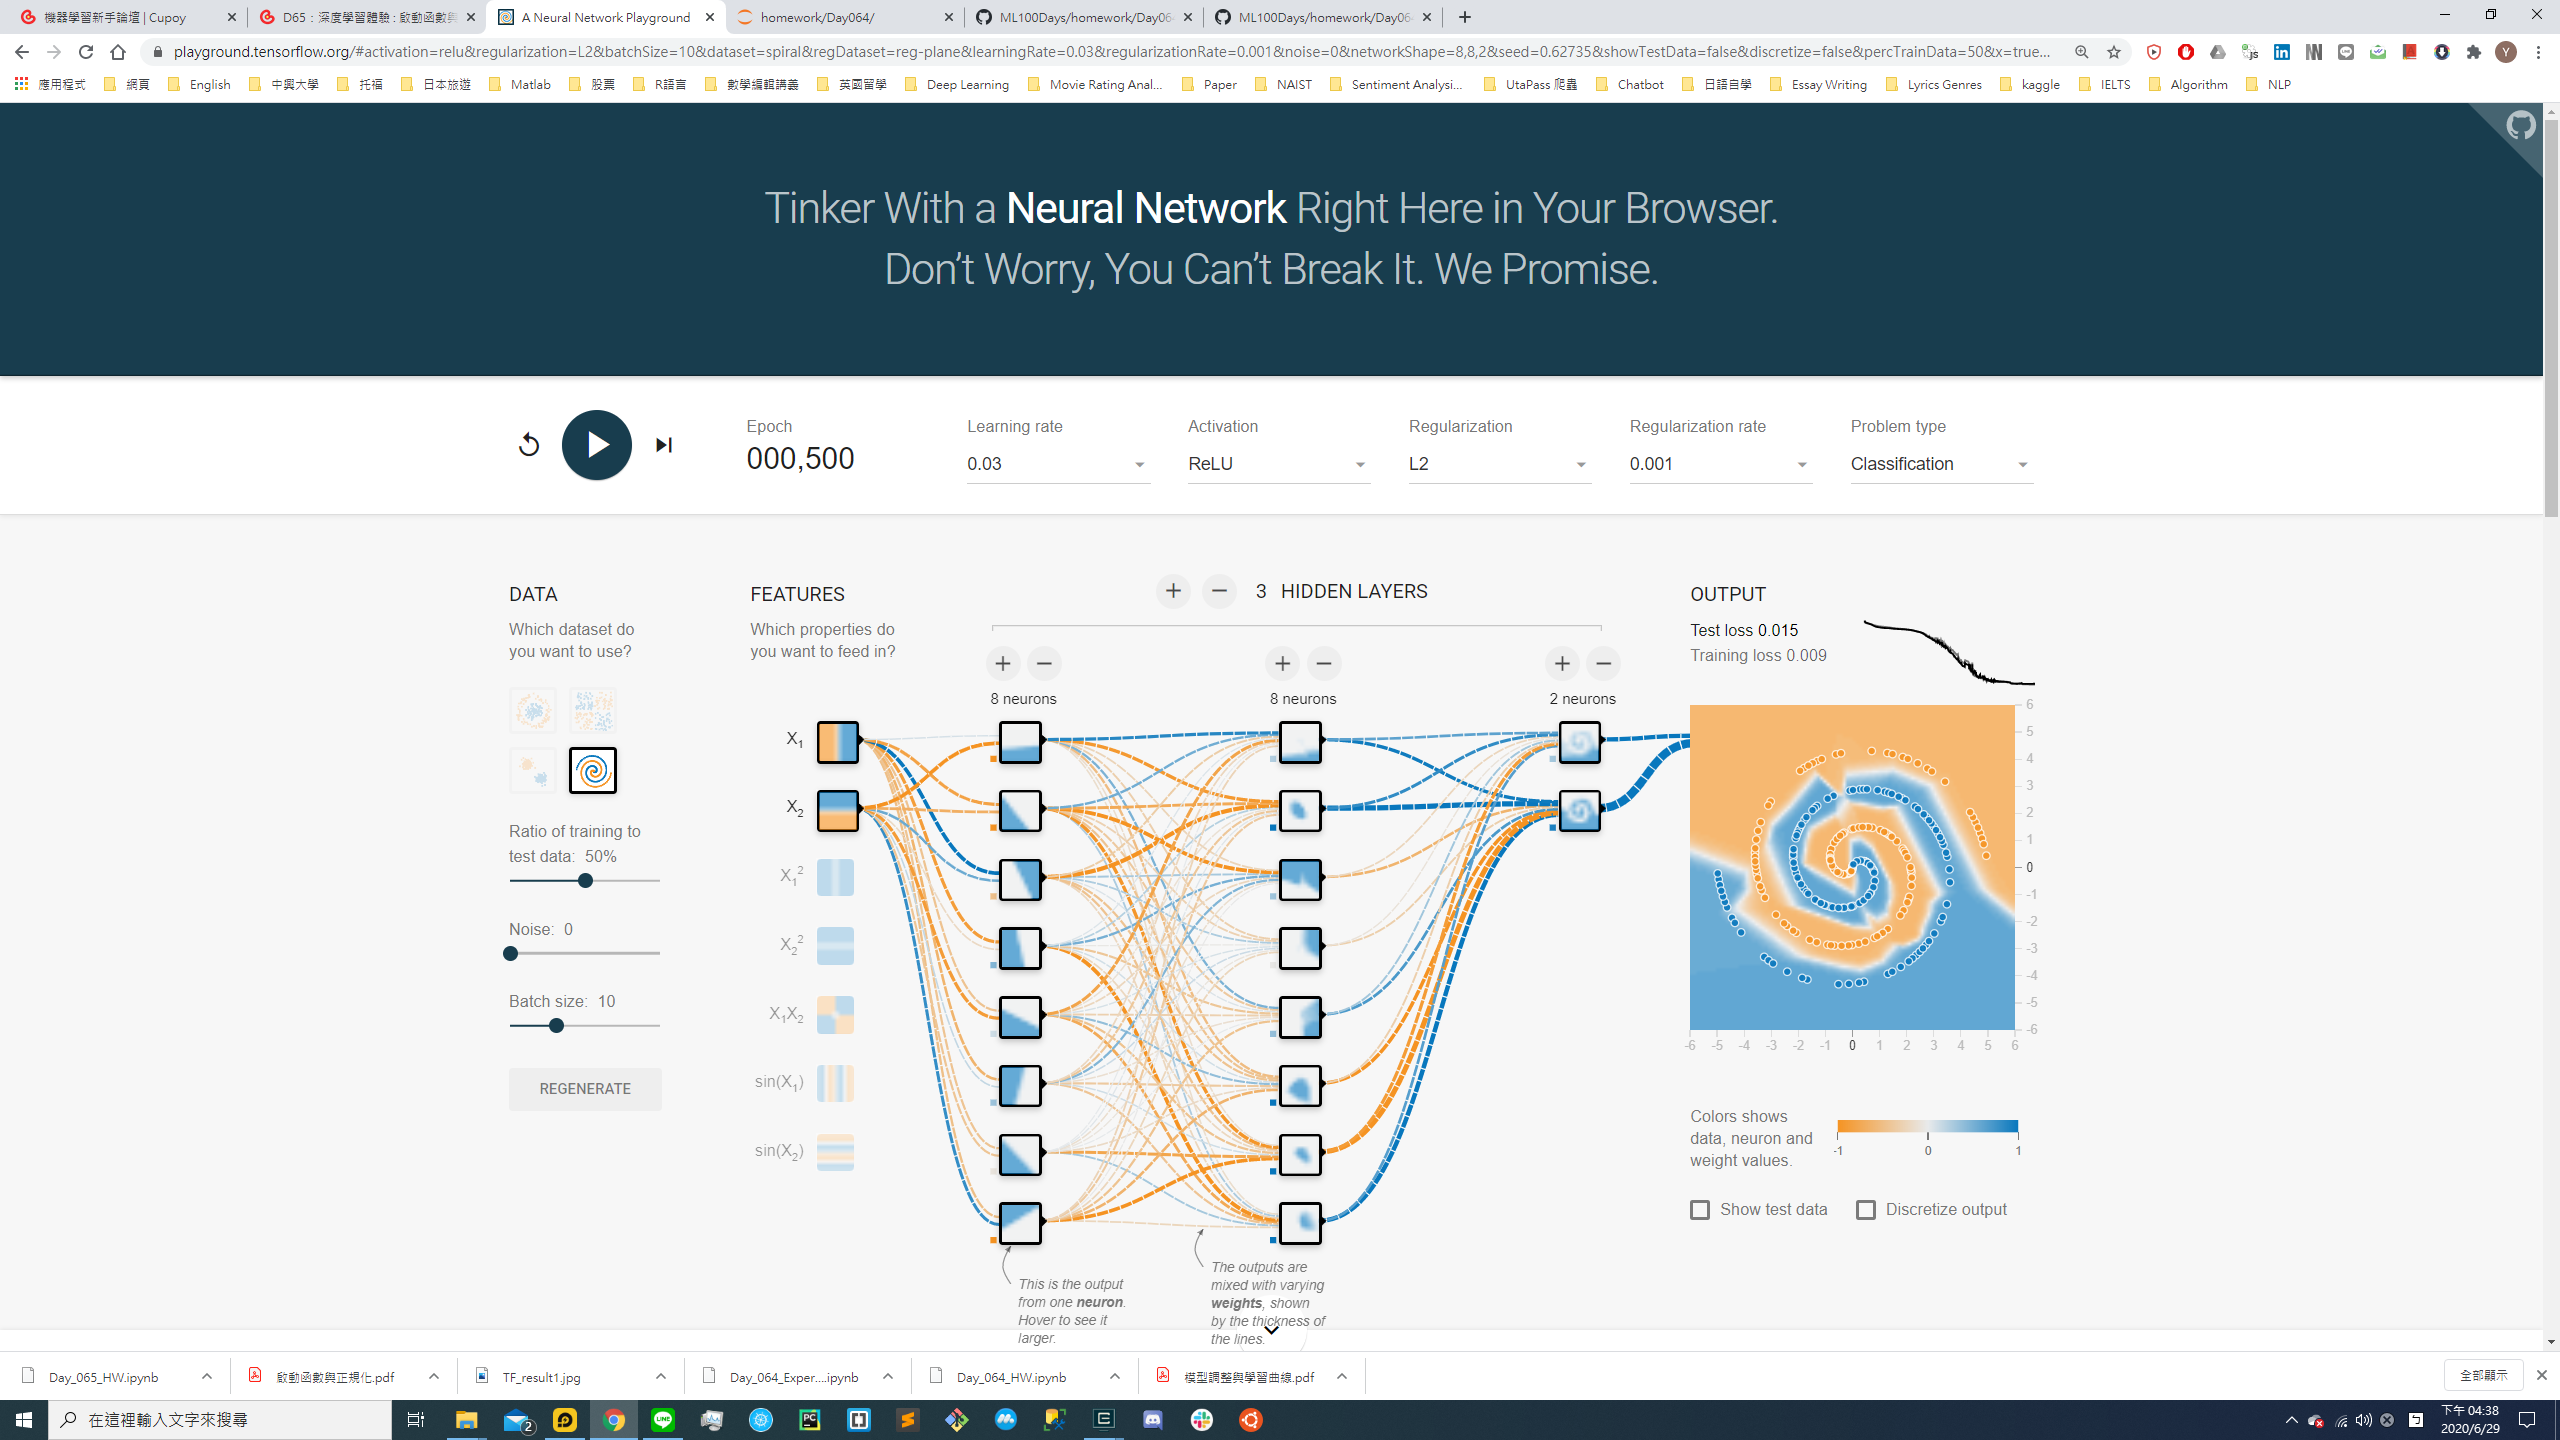 機器學習新手論壇 | Cupoy
D65：深度學習體驗 : 啟動函數與
A Neural Network Playground
homework/Day064/
ML100Days/homework/Day06
ML100Days/homework/Day06
playground.tensorflow.org/#activation=relu&regularization=L2&batchSize=10&dataset=spiral&regDataset=reg-plane&learningRate=0.03&regularizationRate=0.001&noise=0&networkShape=8,8,2&seed=0.62735&showTestData=false&discretize=false&percTrainData=50&x=true...
應用程式
網頁
English
中興大學
托福
日本旅遊
Matlab
股票
R語言
數學編輯講義
英國留學
Deep Learning
Movie Rating Anal...
Paper
NAIST
Sentiment Analysi...
UtaPass 爬蟲
Chatbot
日語自學
Essay Writing
Lyrics Genres
kaggle
IELTS
Algorithm
NLP
Tinker With a Neural Network Right Here in Your Browser.
Don't Worry, You Can't Break It. We Promise.
Epoch
000,500
Learning rate
0.03
Activation
ReLU
Regularization
L2
Regularization rate
0.001
Problem type
Classification
DATA
Which dataset do
you want to use?
Ratio of training to
test data: 50%
Noise: 0
Batch size: 10
REGENERATE
FEATURES
Which properties do
you want to feed in?
X1
X2
X1²
X2²
X1X2
sin(X1)
sin(X2)
+ − 3 HIDDEN LAYERS
+ −
8 neurons
+ −
8 neurons
+ −
2 neurons
This is the output
from one neuron.
Hover to see it
larger.
The outputs are
mixed with varying
weights, shown
by the thickness of
the lines.
OUTPUT
Test loss 0.015
Training loss 0.009
6
5
4
3
2
1
0
-1
-2
-3
-4
-5
-6
-6 -5 -4 -3 -2 -1 0 1 2 3 4 5 6
Colors shows
data, neuron and
weight values.
-1 0 1
Show test data
Discretize output
Day_065_HW.ipynb
啟動函數與正規化.pdf
TF_result1.jpg
Day_064_Exper....ipynb
Day_064_HW.ipynb
模型調整與學習曲線.pdf
全部顯示
在這裡輸入文字來搜尋
2
下午 04:38
2020/6/29